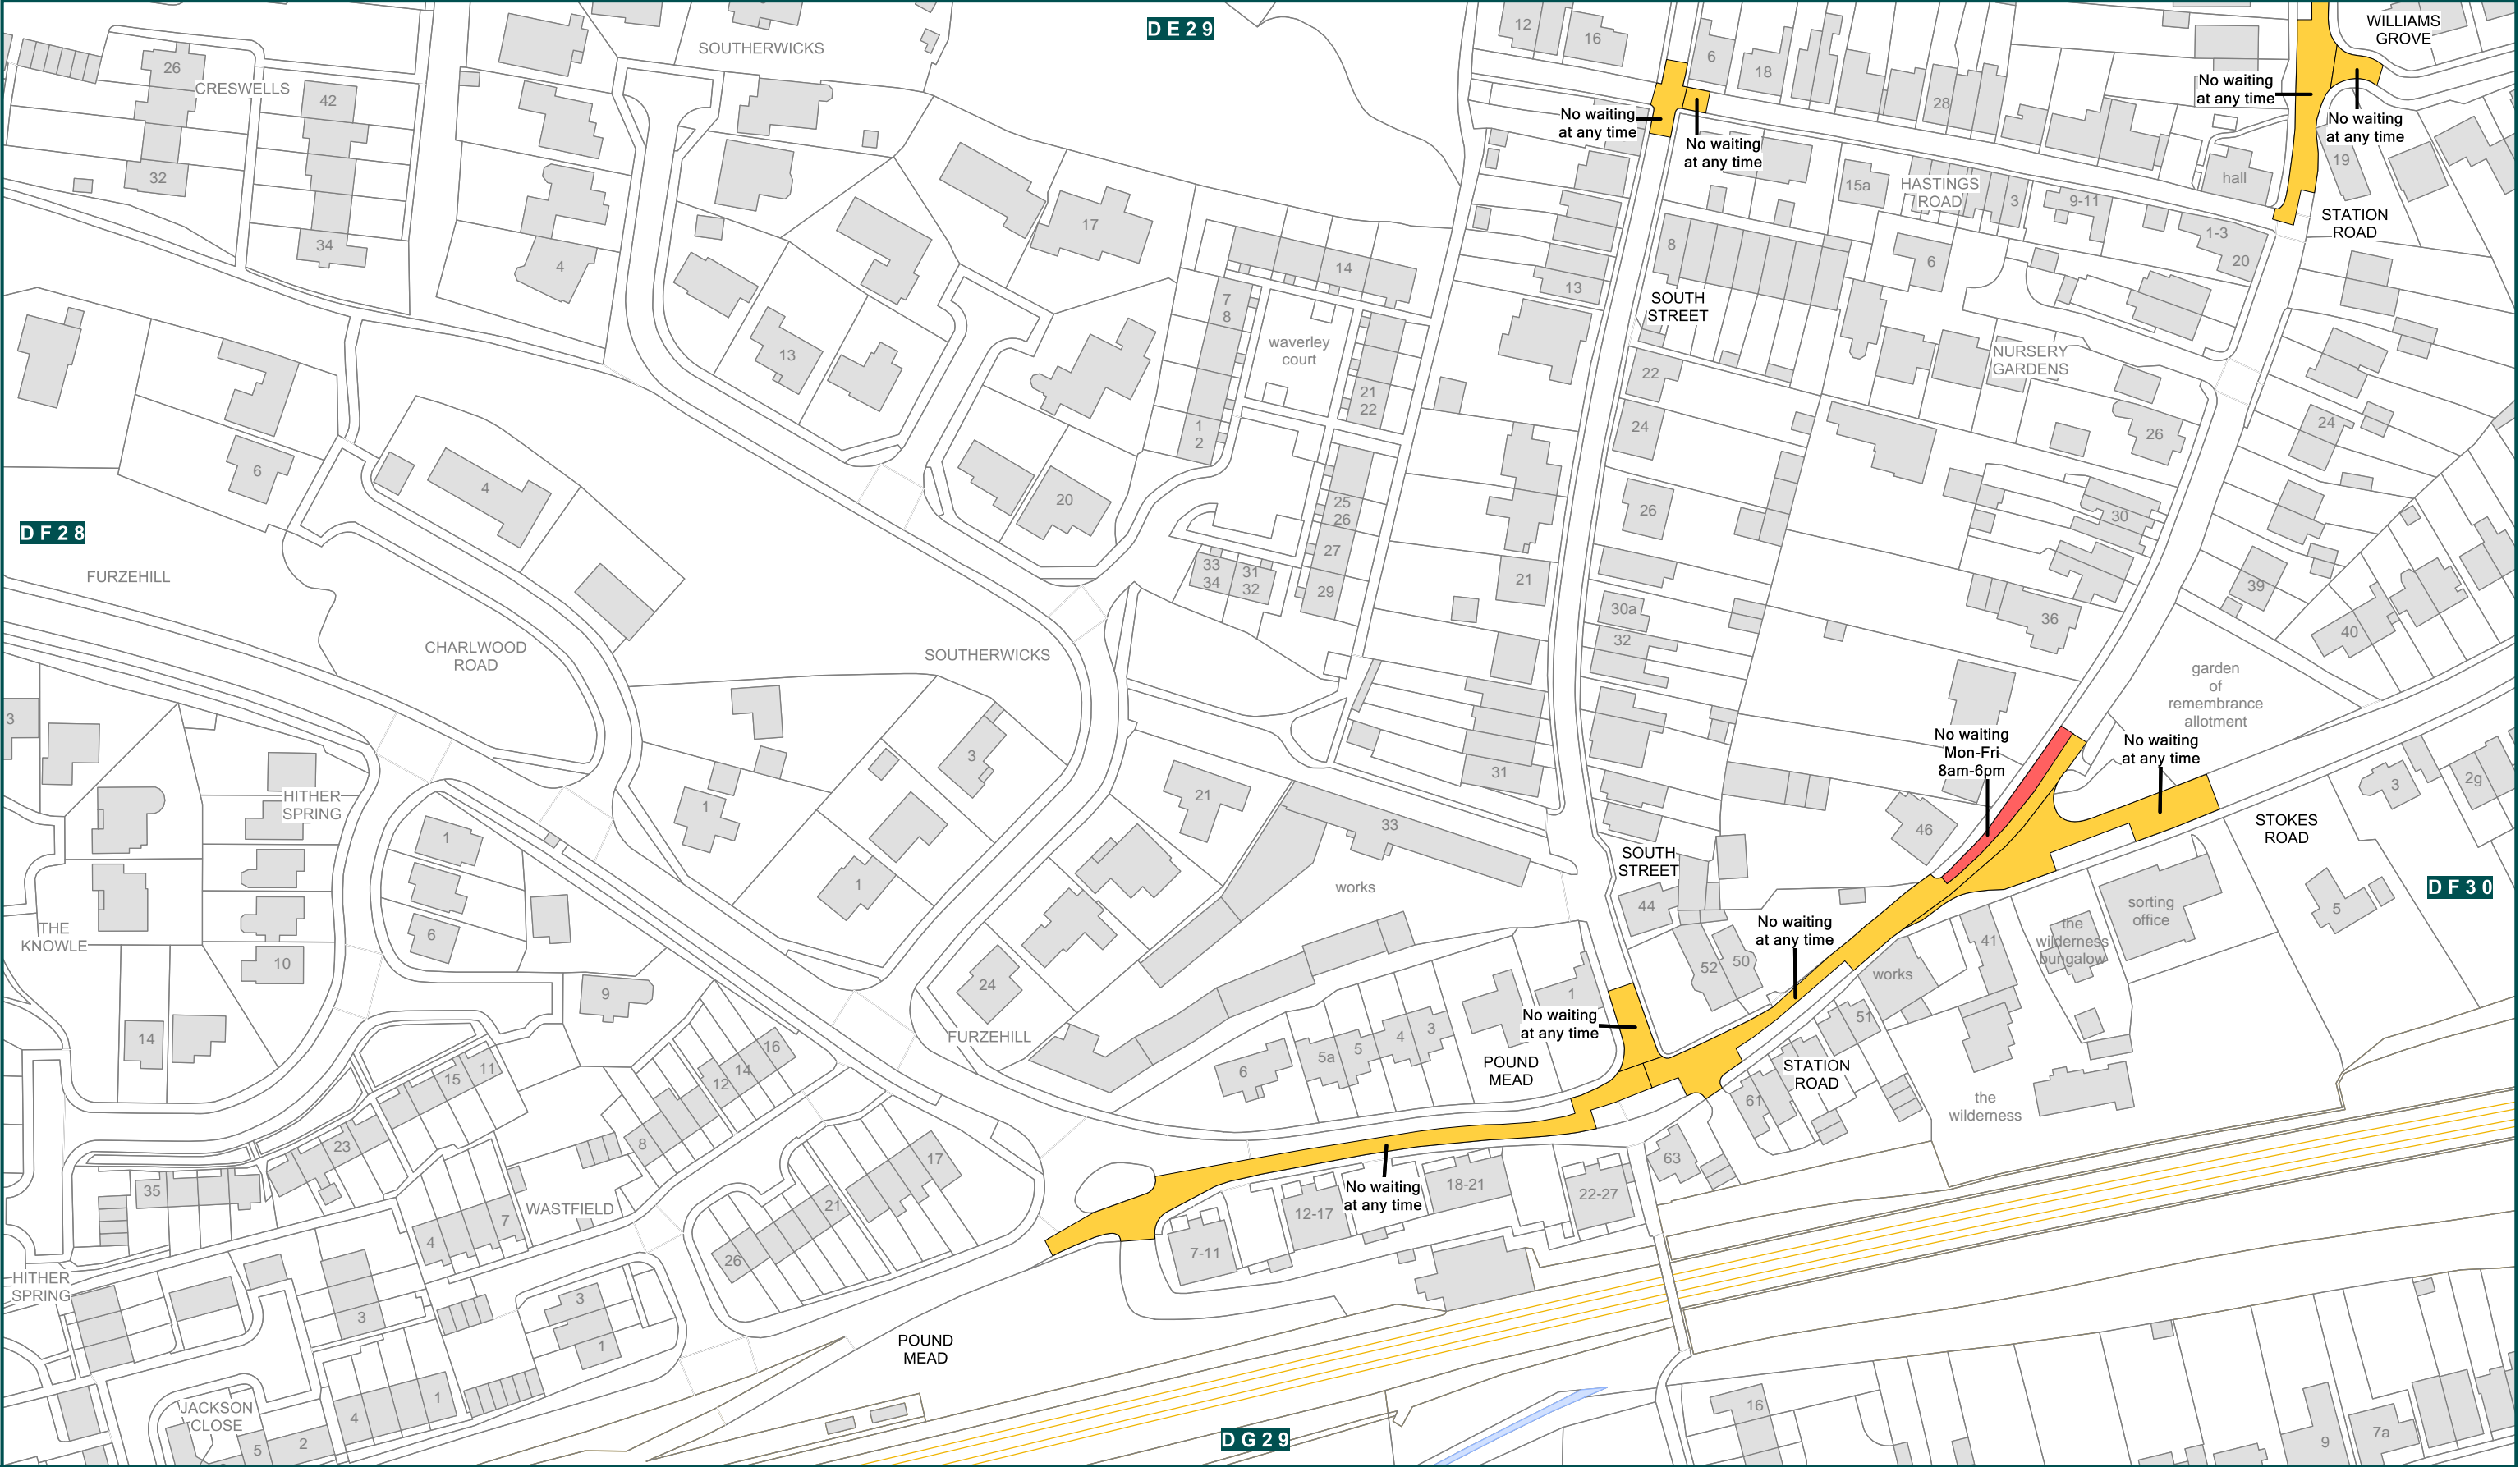 DE29
WILLIAMS
GROVE
12
16
6
18
28
SOUTHERWICKS
26
CRESWELLS
42
32
34
4
No waiting
at any time
No waiting
at any time
No waiting
at any time
No waiting
at any time
19
hall
STATION
ROAD
15a
HASTINGS
ROAD
3
9-11
1-3
20
6
8
13
SOUTH
STREET
17
14
7
8
waverley
court
21
22
1
2
13
NURSERY
GARDENS
22
24
26
24
26
30
6
4
20
25
26
27
29
33
34
31
32
21
30a
32
36
39
40
DF28
FURZEHILL
CHARLWOOD
ROAD
SOUTHERWICKS
garden
of
remembrance
allotment
3
No waiting
Mon-Fri
8am-6pm
No waiting
at any time
31
3
1
21
33
works
46
STOKES
ROAD
3
2g
DF30
HITHER
SPRING
1
6
10
THE
KNOWLE
14
9
1
24
FURZEHILL
SOUTH
STREET
44
52
50
No waiting
at any time
works
41
the
wilderness
bungalow
sorting
office
5
51
1
No waiting
at any time
POUND
MEAD
6
5a
5
4
3
STATION
ROAD
61
63
the
wilderness
16
14
12
8
11
15
23
35
WASTFIELD
7
4
17
21
26
No waiting
at any time
7-11
12-17
18-21
22-27
HITHER
SPRING
3
3
1
POUND
MEAD
JACKSON
CLOSE
5
2
4
1
DG29
16
9
7a